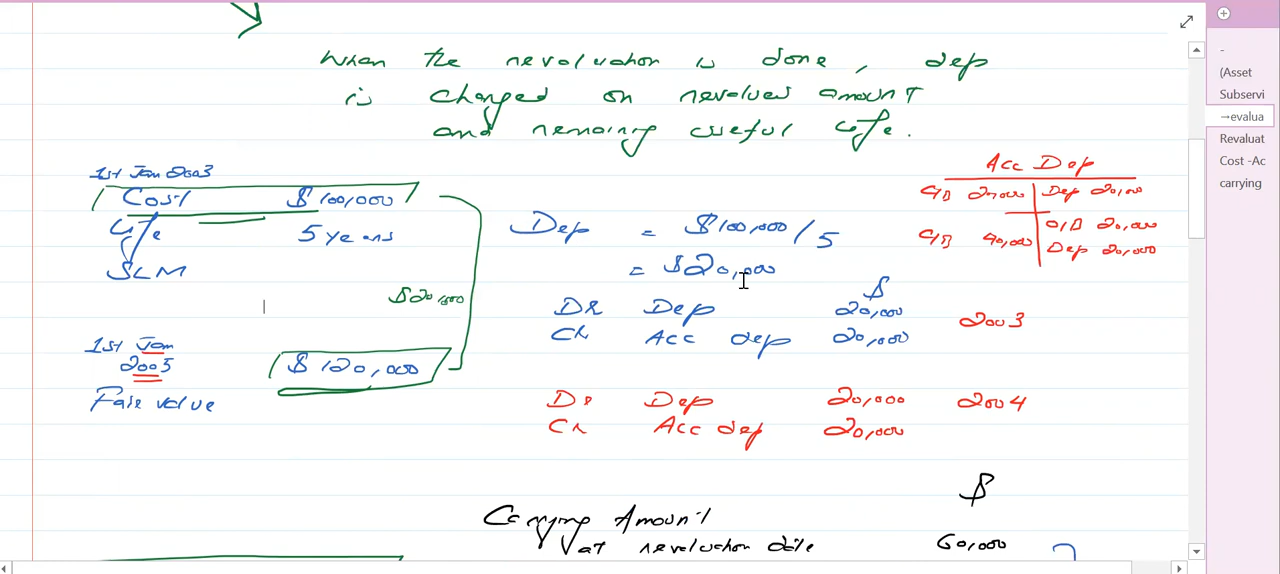 When the revaluation is done, dep
is changed on revalued amount
and remaining useful life.
1st Jan 2003
Cost $100,000
Life 5 years
SLM
$20,000
1st Jan
2005
$120,000
Fair value
Dep = $100,000/5
= $20,000
$
DR Dep 20,000
CR Acc dep 20,000
2003
DR Dep 20,000 2004
CR Acc dep 20,000
Acc Dep
C/D 20,000 Dep 20,000
O/B 20,000
C/D 40,000 Dep 20,000
$
Carrying Amount
at revaluation date 60,000
-
(Asset
Subservi
→evalua
Revaluat
Cost -Ac
carrying